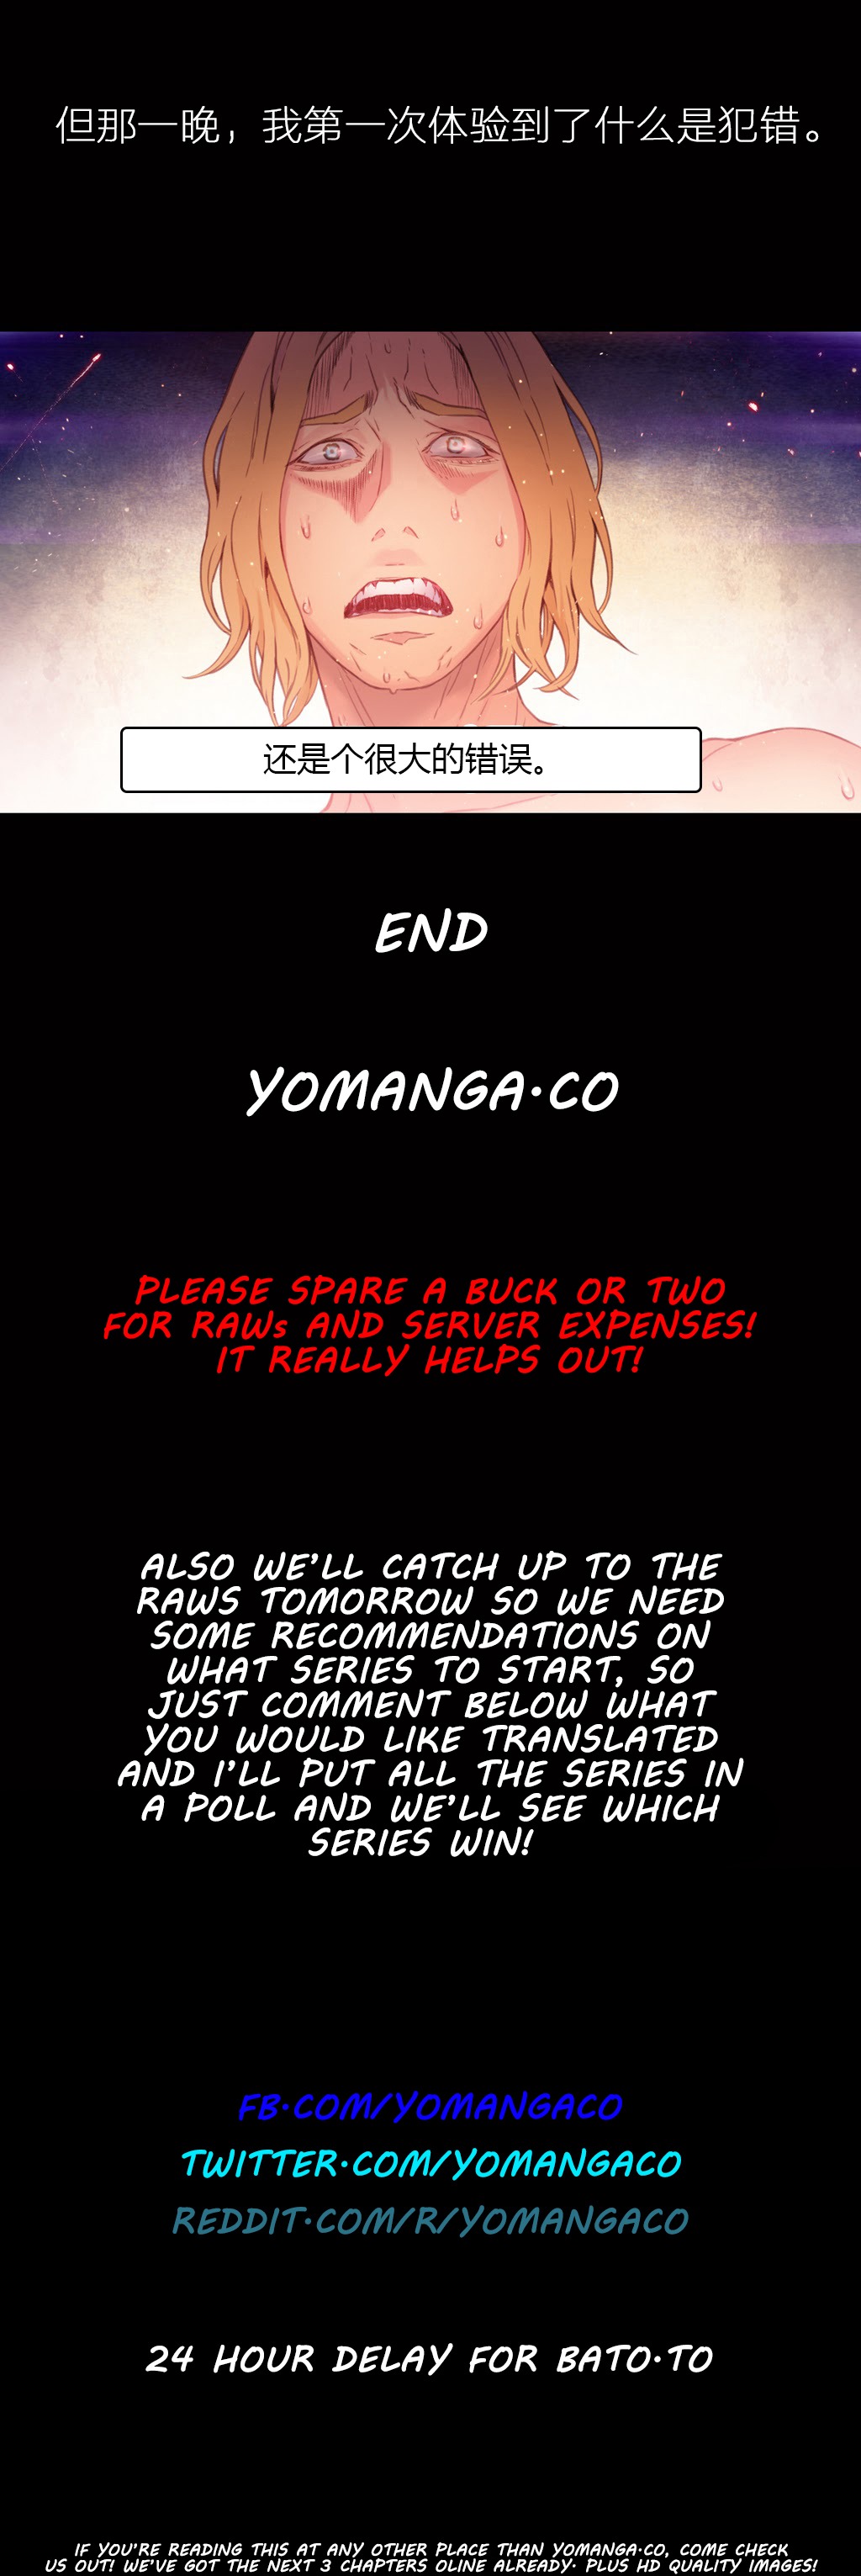 但那一晚，我第一次体验到了什么是犯错。
还是个很大的错误。
END
YOMANGA.CO
PLEASE SPARE A BUCK OR TWO
FOR RAWs AND SERVER EXPENSES!
IT REALLY HELPS OUT!
ALSO WE'LL CATCH UP TO THE
RAWS TOMORROW SO WE NEED
SOME RECOMMENDATIONS ON
WHAT SERIES TO START, SO
JUST COMMENT BELOW WHAT
YOU WOULD LIKE TRANSLATED
AND I'LL PUT ALL THE SERIES IN
A POLL AND WE'LL SEE WHICH
SERIES WIN!
FB.COM/YOMANGACO
TWITTER.COM/YOMANGACO
REDDIT.COM/R/YOMANGACO
24 HOUR DELAY FOR BATO.TO
IF YOU'RE READING THIS AT ANY OTHER PLACE THAN YOMANGA.CO, COME CHECK
US OUT! WE'VE GOT THE NEXT 3 CHAPTERS OLINE ALREADY. PLUS HD QUALITY IMAGES!